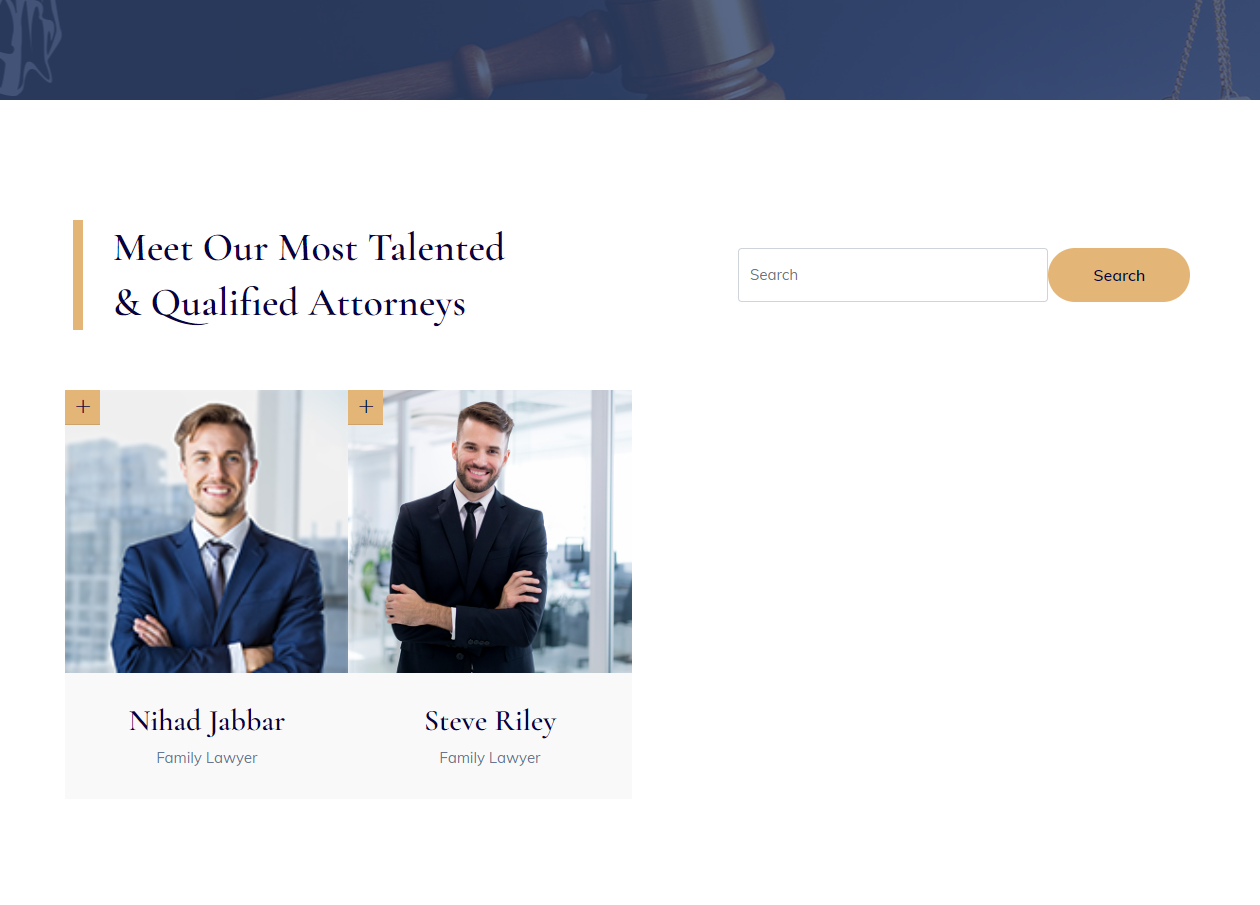 Meet Our Most Talented
& Qualified Attorneys
Search
Search
+
+
Nihad Jabbar
Family Lawyer
Steve Riley
Family Lawyer